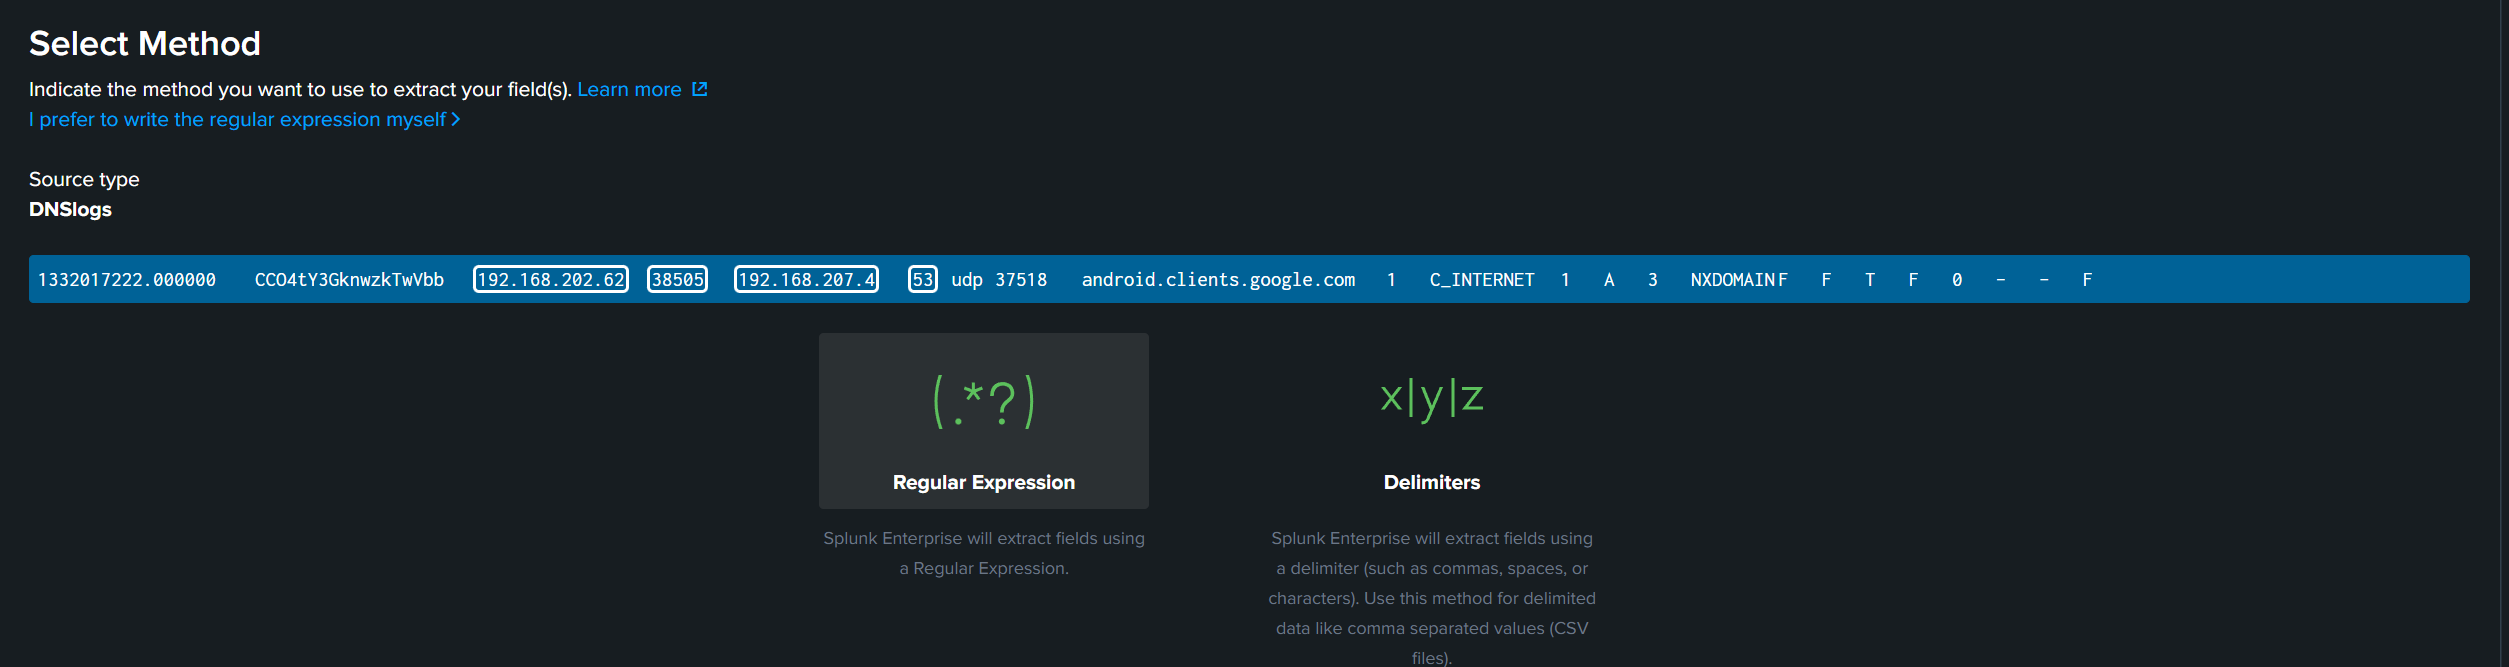 Select Method
Indicate the method you want to use to extract your field(s). Learn more
I prefer to write the regular expression myself >
Source type
DNSlogs
1332017222.000000 CCO4tY3GknwzkTwVbb 192.168.202.62 38505 192.168.207.4 53 udp 37518 android.clients.google.com 1 C_INTERNET 1 A 3 NXDOMAIN F F T F 0 - - F
(.*?)
Regular Expression
Splunk Enterprise will extract fields using
a Regular Expression.
x|y|z
Delimiters
Splunk Enterprise will extract fields using
a delimiter (such as commas, spaces, or
characters). Use this method for delimited
data like comma separated values (CSV
files).